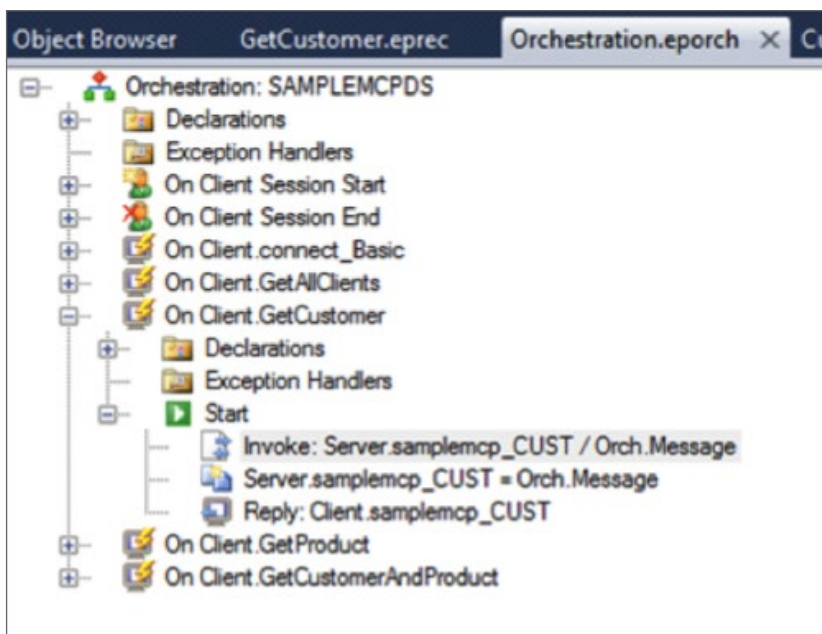 Object Browser GetCustomer.eprec Orchestration.eporch
Orchestration: SAMPLEMCPDS
Declarations
Exception Handlers
On Client Session Start
On Client Session End
On Client.connect_Basic
On Client.GetAllClients
On Client.GetCustomer
Declarations
Exception Handlers
Start
Invoke: Server.samplemcp_CUST / Orch.Message
Server.samplemcp_CUST = Orch.Message
Reply: Client.samplemcp_CUST
On Client.GetProduct
On Client.GetCustomerAndProduct